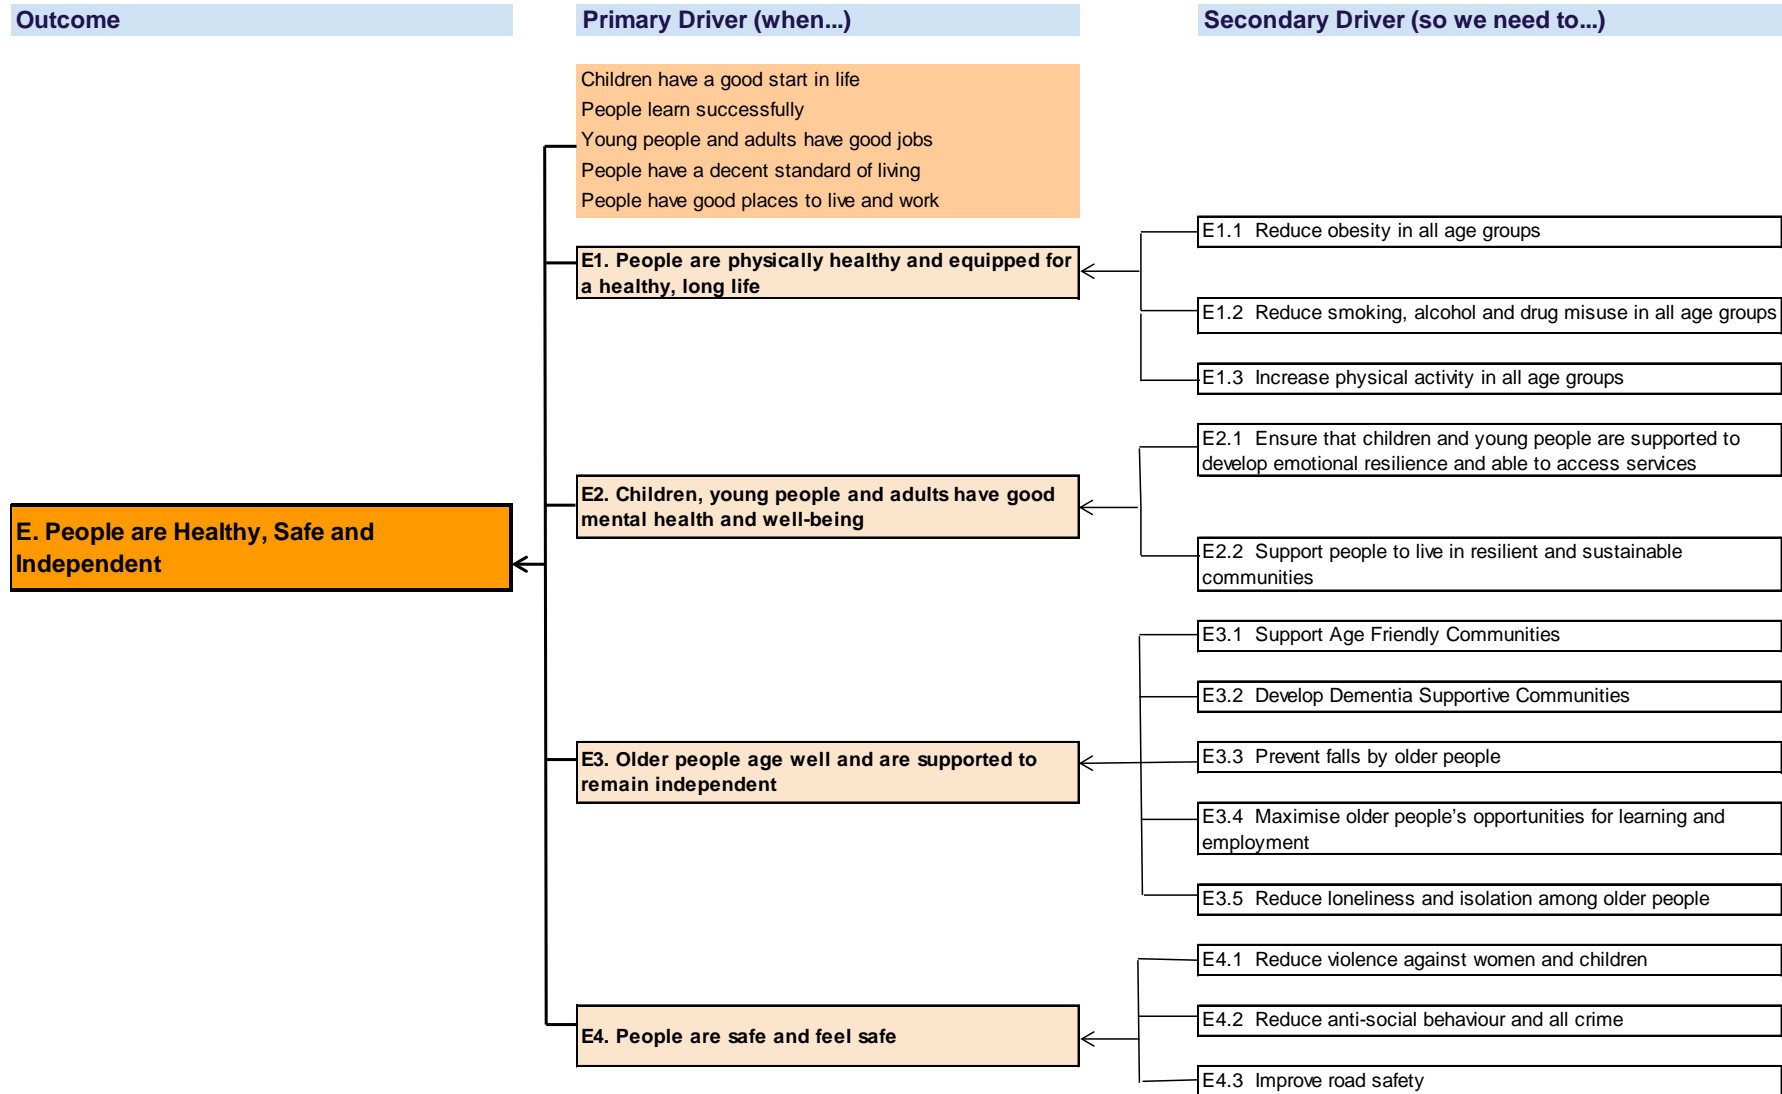 Outcome
Primary Driver (when...)
Secondary Driver (so we need to...)
Children have a good start in life
People learn successfully
Young people and adults have good jobs
People have a decent standard of living
People have good places to live and work
E1.1 Reduce obesity in all age groups
E1. People are physically healthy and equipped for
a healthy, long life
E1.2 Reduce smoking, alcohol and drug misuse in all age groups
E1.3 Increase physical activity in all age groups
E2.1 Ensure that children and young people are supported to
develop emotional resilience and able to access services
E2. Children, young people and adults have good
mental health and well-being
E. People are Healthy, Safe and
Independent
E2.2 Support people to live in resilient and sustainable
communities
E3.1 Support Age Friendly Communities
E3.2 Develop Dementia Supportive Communities
E3. Older people age well and are supported to
remain independent
E3.3 Prevent falls by older people
E3.4 Maximise older people’s opportunities for learning and
employment
E3.5 Reduce loneliness and isolation among older people
E4.1 Reduce violence against women and children
E4. People are safe and feel safe
E4.2 Reduce anti-social behaviour and all crime
E4.3 Improve road safety